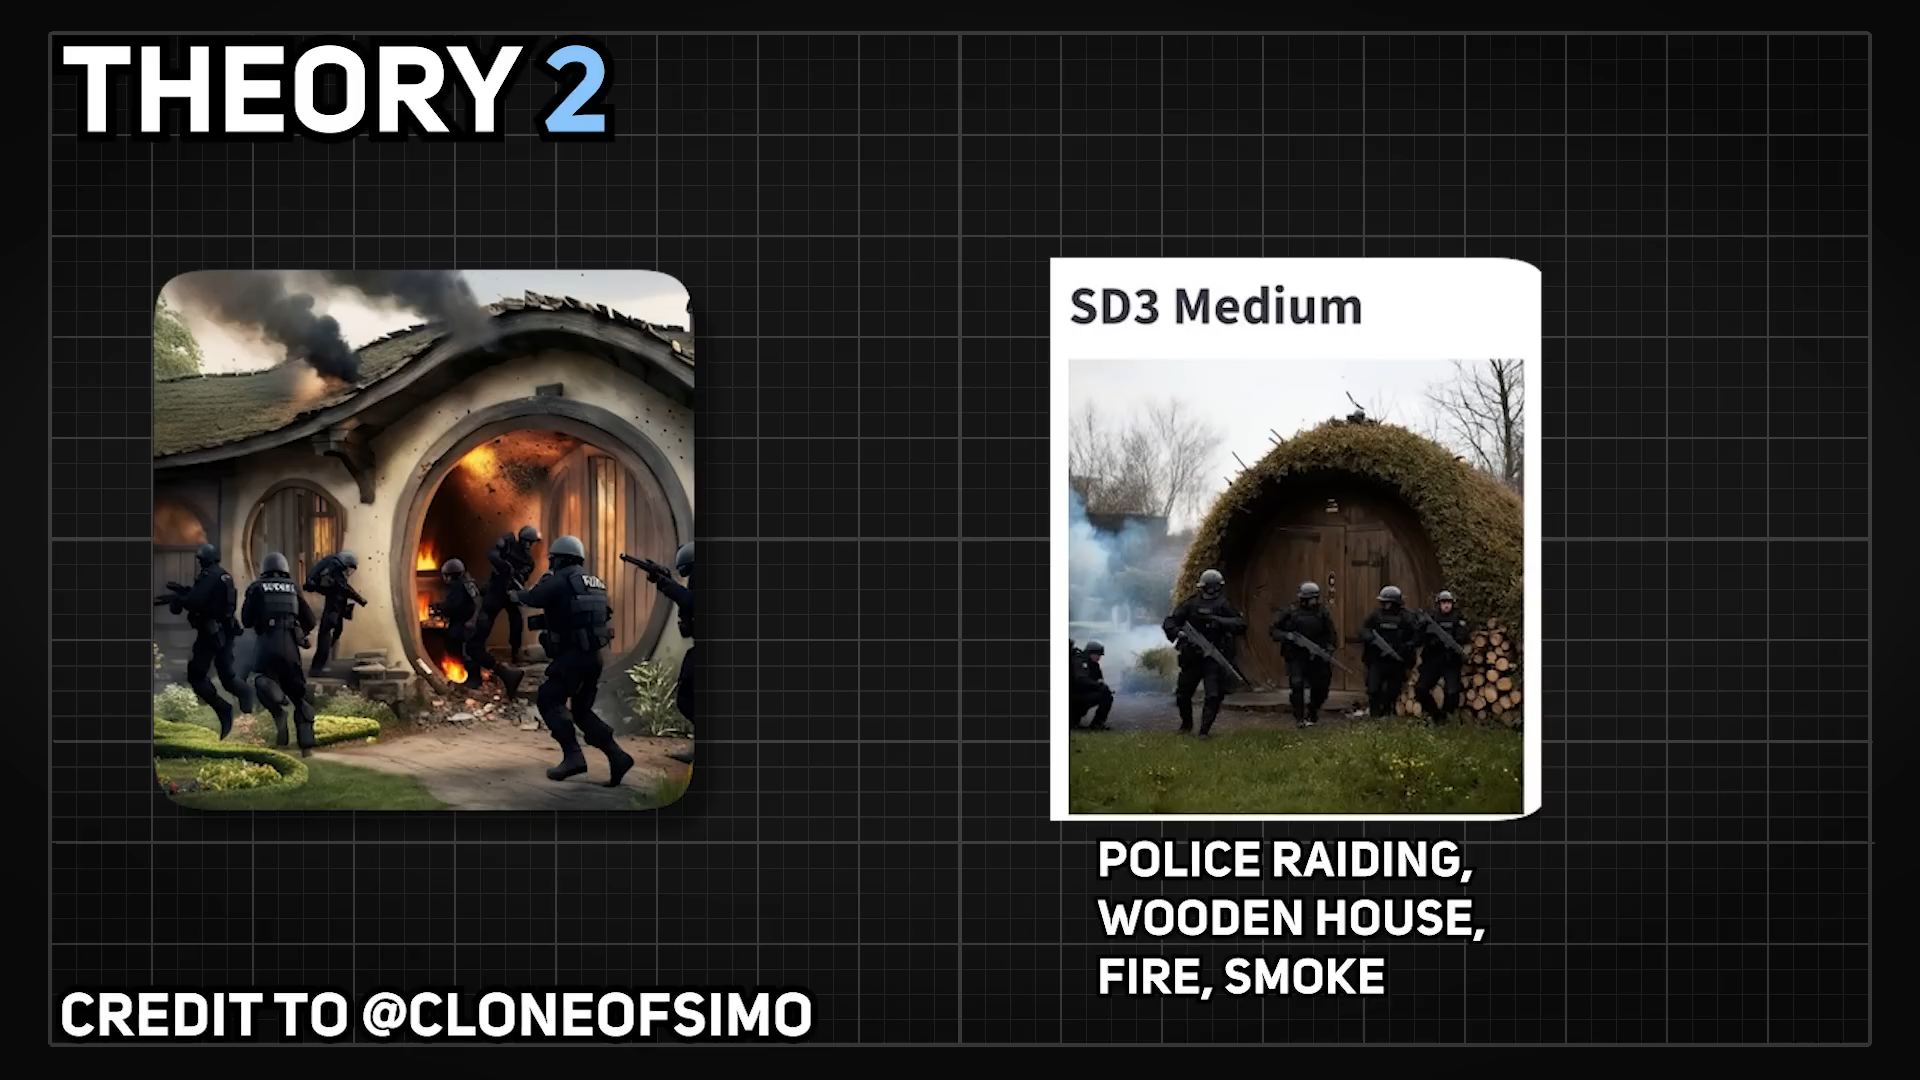 THEORY 2
SD3 Medium
POLICE RAIDING,
WOODEN HOUSE,
FIRE, SMOKE
CREDIT TO @CLONEOFSIMO